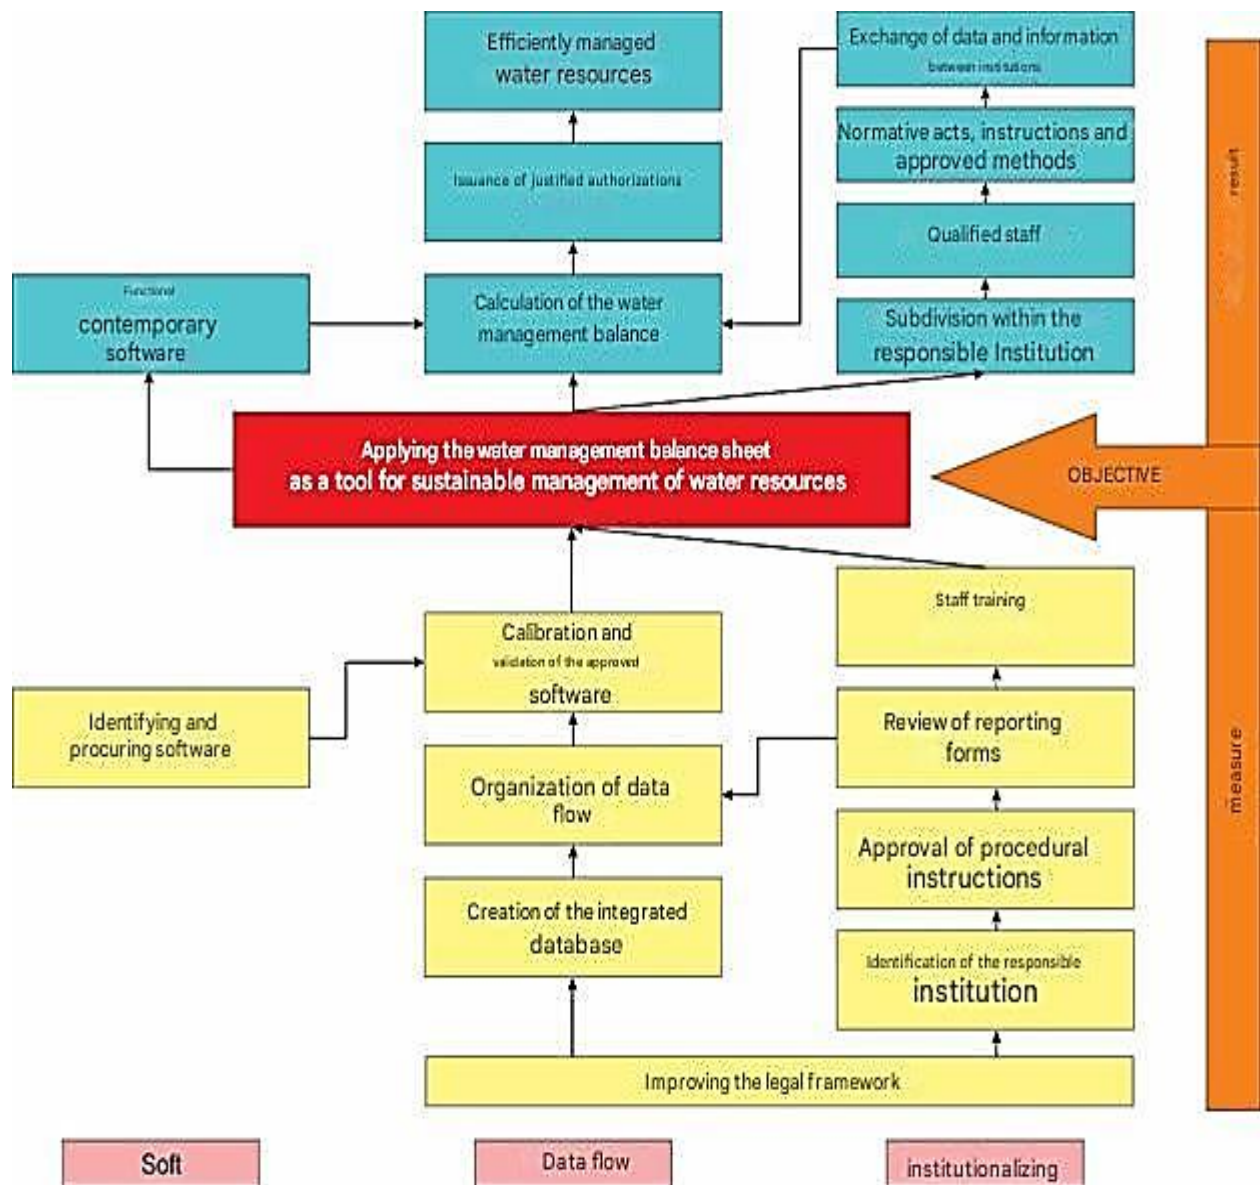 Efficiently managed
water resources
Exchange of data and information
between institutions
Normative acts, instructions and
approved methods
Issuance of justified authorizations
Qualified staff
Functional
contemporary
software
Calculation of the water
management balance
Subdivision within the
responsible Institution
result
Applying the water management balance sheet
as a tool for sustainable management of water resources
OBJECTIVE
Staff training
Calibration and
validation of the approved
software
Identifying and
procuring software
Review of reporting
forms
measure
Organization of data
flow
Approval of procedural
instructions
Creation of the integrated
database
Identification of the responsible
institution
Improving the legal framework
Soft
Data flow
institutionalizing